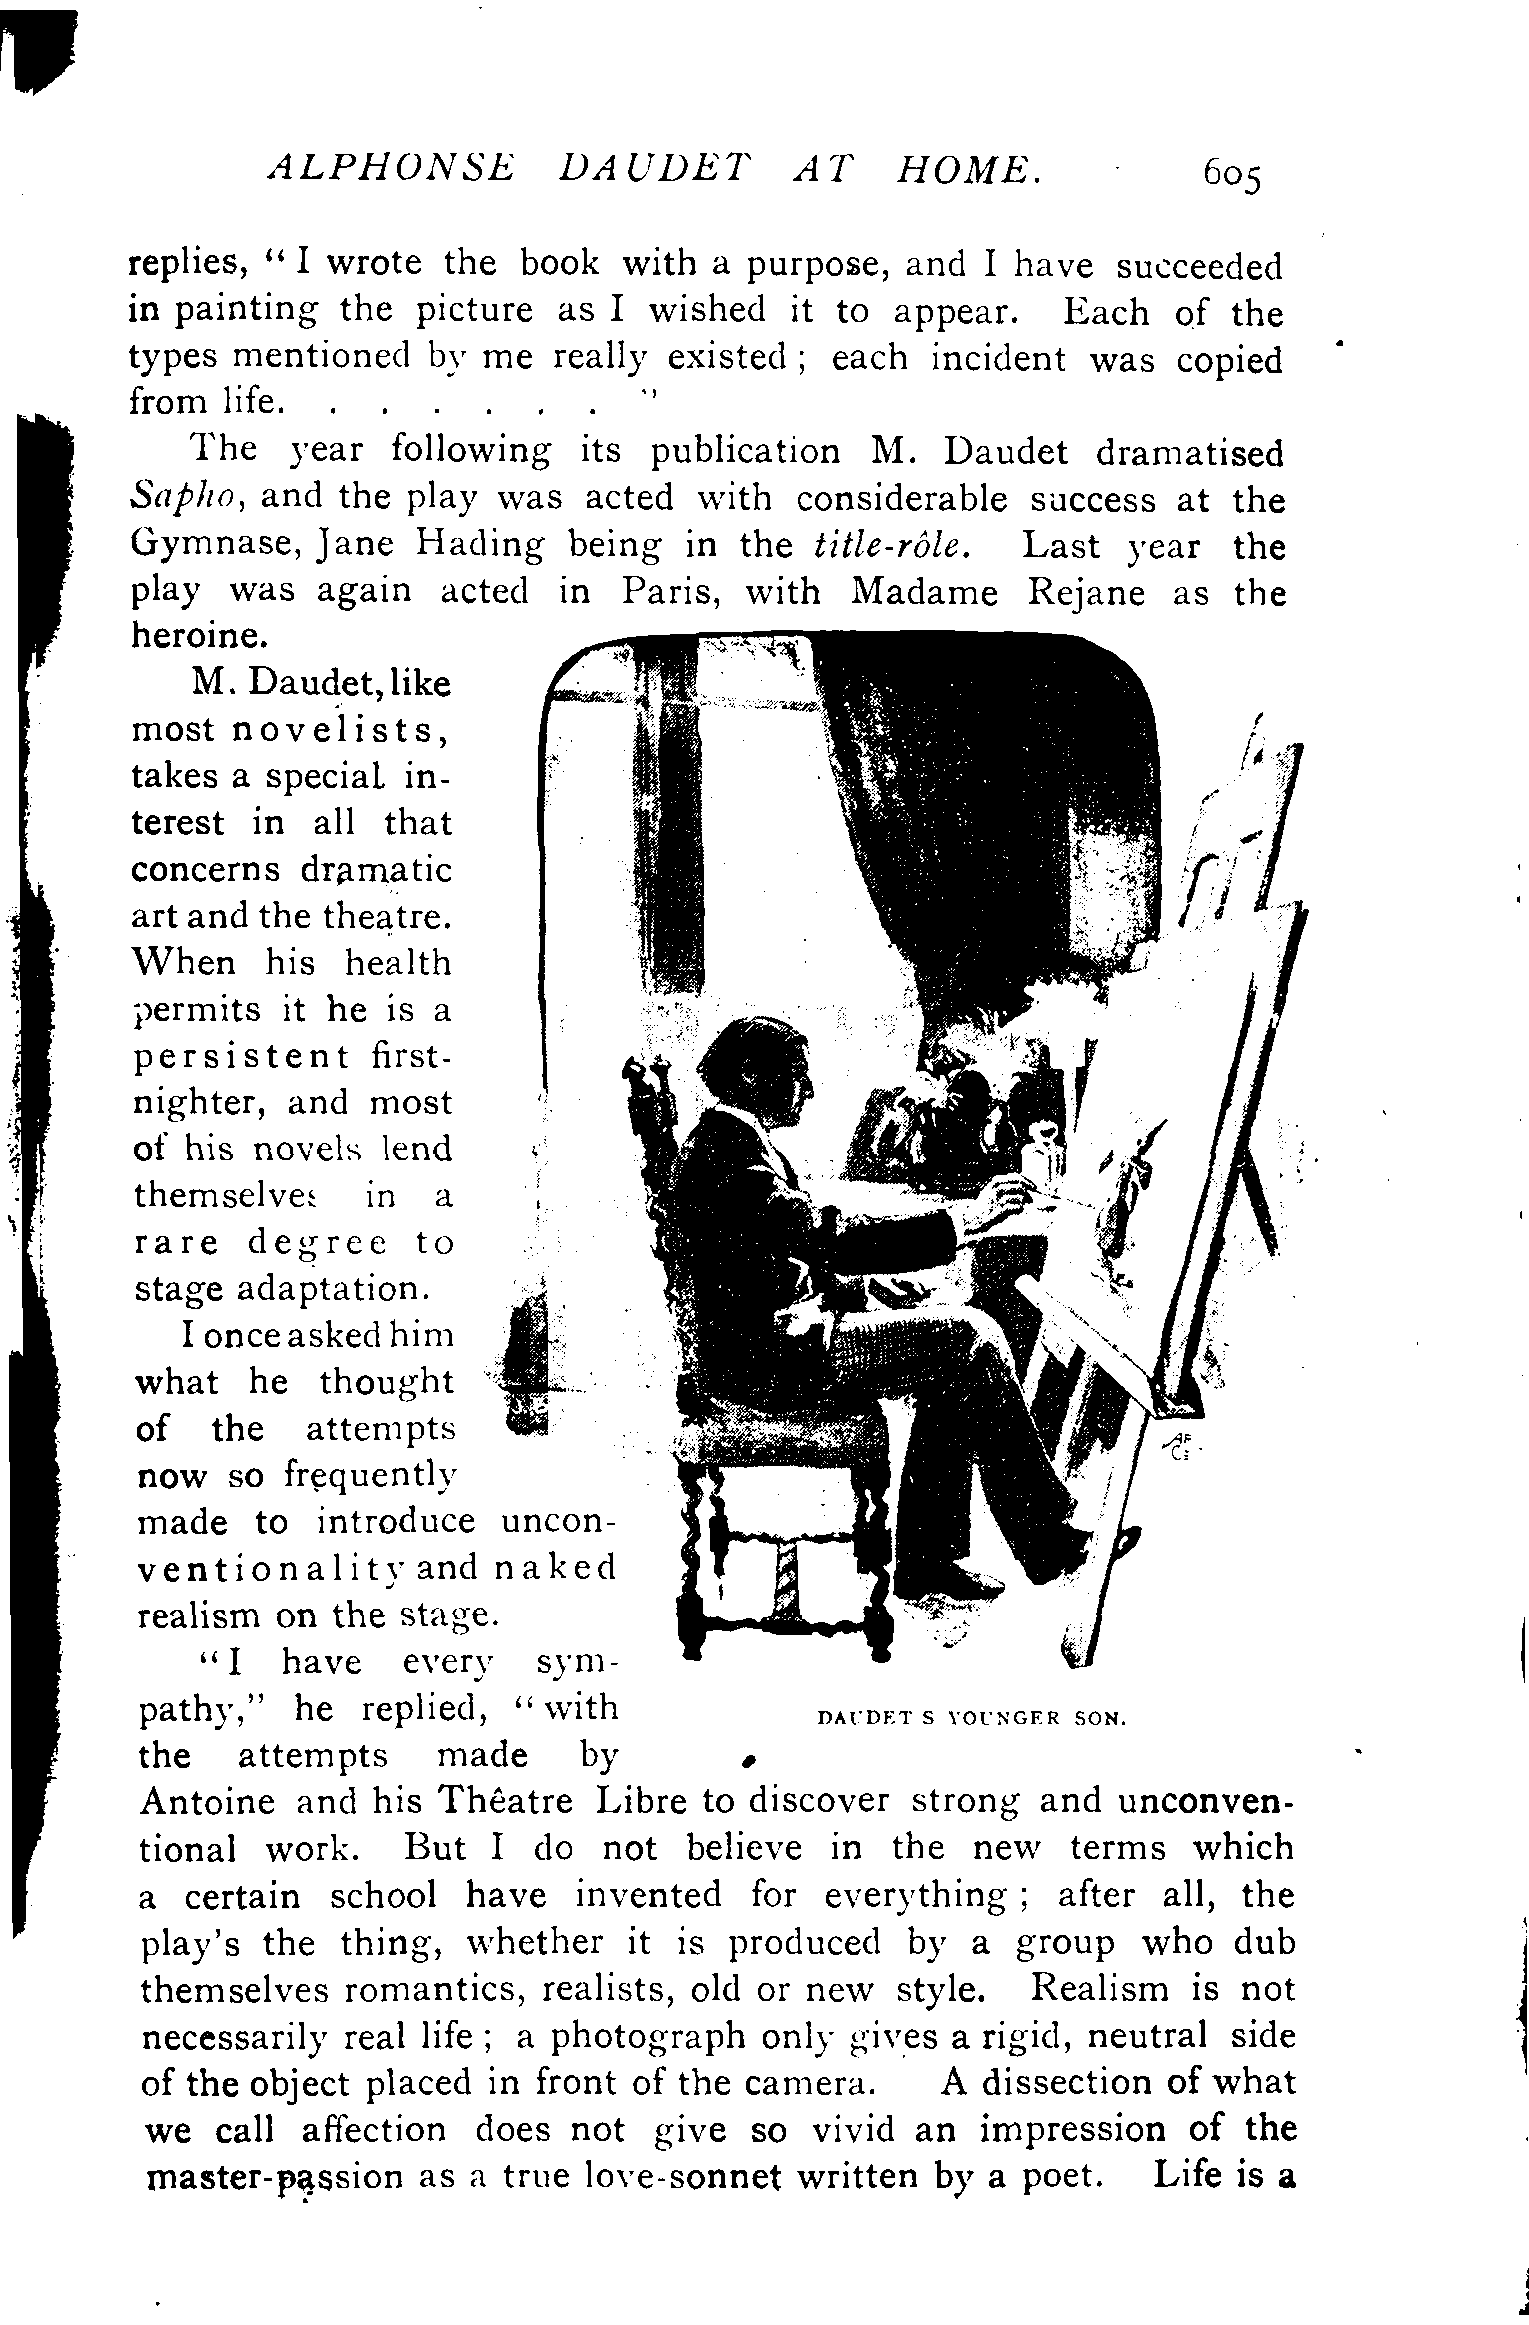 ALPHONSE DAUDET AT HOME. 605
replies, “ I wrote the book with a purpose, and I have succeeded
in painting the picture as I wished it to appear. Each of the
types mentioned by me really existed ; each incident was copied
from life. . . . . . . ”
The year following its publication M. Daudet dramatised
Sapho, and the play was acted with considerable success at the
Gymnase, Jane Hading being in the title-rôle. Last year the
play was again acted in Paris, with Madame Rejane as the
heroine.
M. Daudet, like
most novelists,
takes a special in-
terest in all that
concerns dramatic
art and the theatre.
When his health
permits it he is a
persistent first-
nighter, and most
of his novels lend
themselves in a
rare degree to
stage adaptation.
I once asked him
what he thought
of the attempts
now so frequently
made to introduce uncon-
ventionality and naked
realism on the stage.
“ I have every sym-
pathy,” he replied, “ with
the attempts made by
DAUDET S YOUNGER SON.
Antoine and his Thêatre Libre to discover strong and unconven-
tional work. But I do not believe in the new terms which
a certain school have invented for everything ; after all, the
play's the thing, whether it is produced by a group who dub
themselves romantics, realists, old or new style. Realism is not
necessarily real life ; a photograph only gives a rigid, neutral side
of the object placed in front of the camera. A dissection of what
we call affection does not give so vivid an impression of the
master-passion as a true love-sonnet written by a poet. Life is a